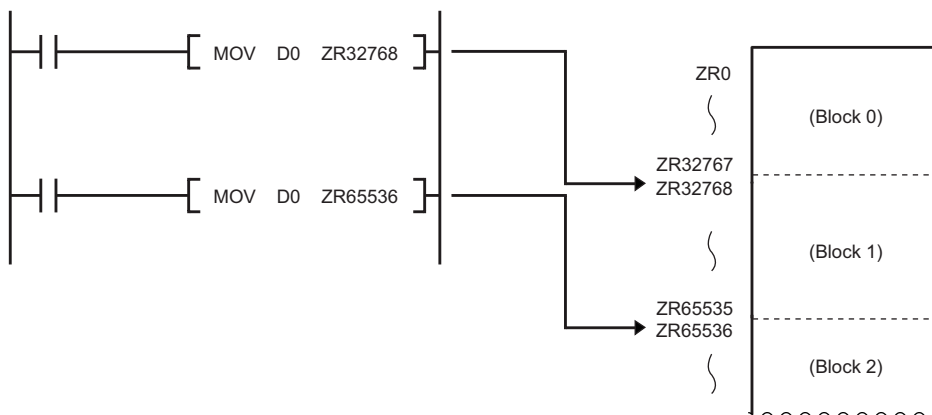 MOV D0 ZR32768
MOV D0 ZR65536
ZR0
(Block 0)
ZR32767
ZR32768
(Block 1)
ZR65535
ZR65536
(Block 2)